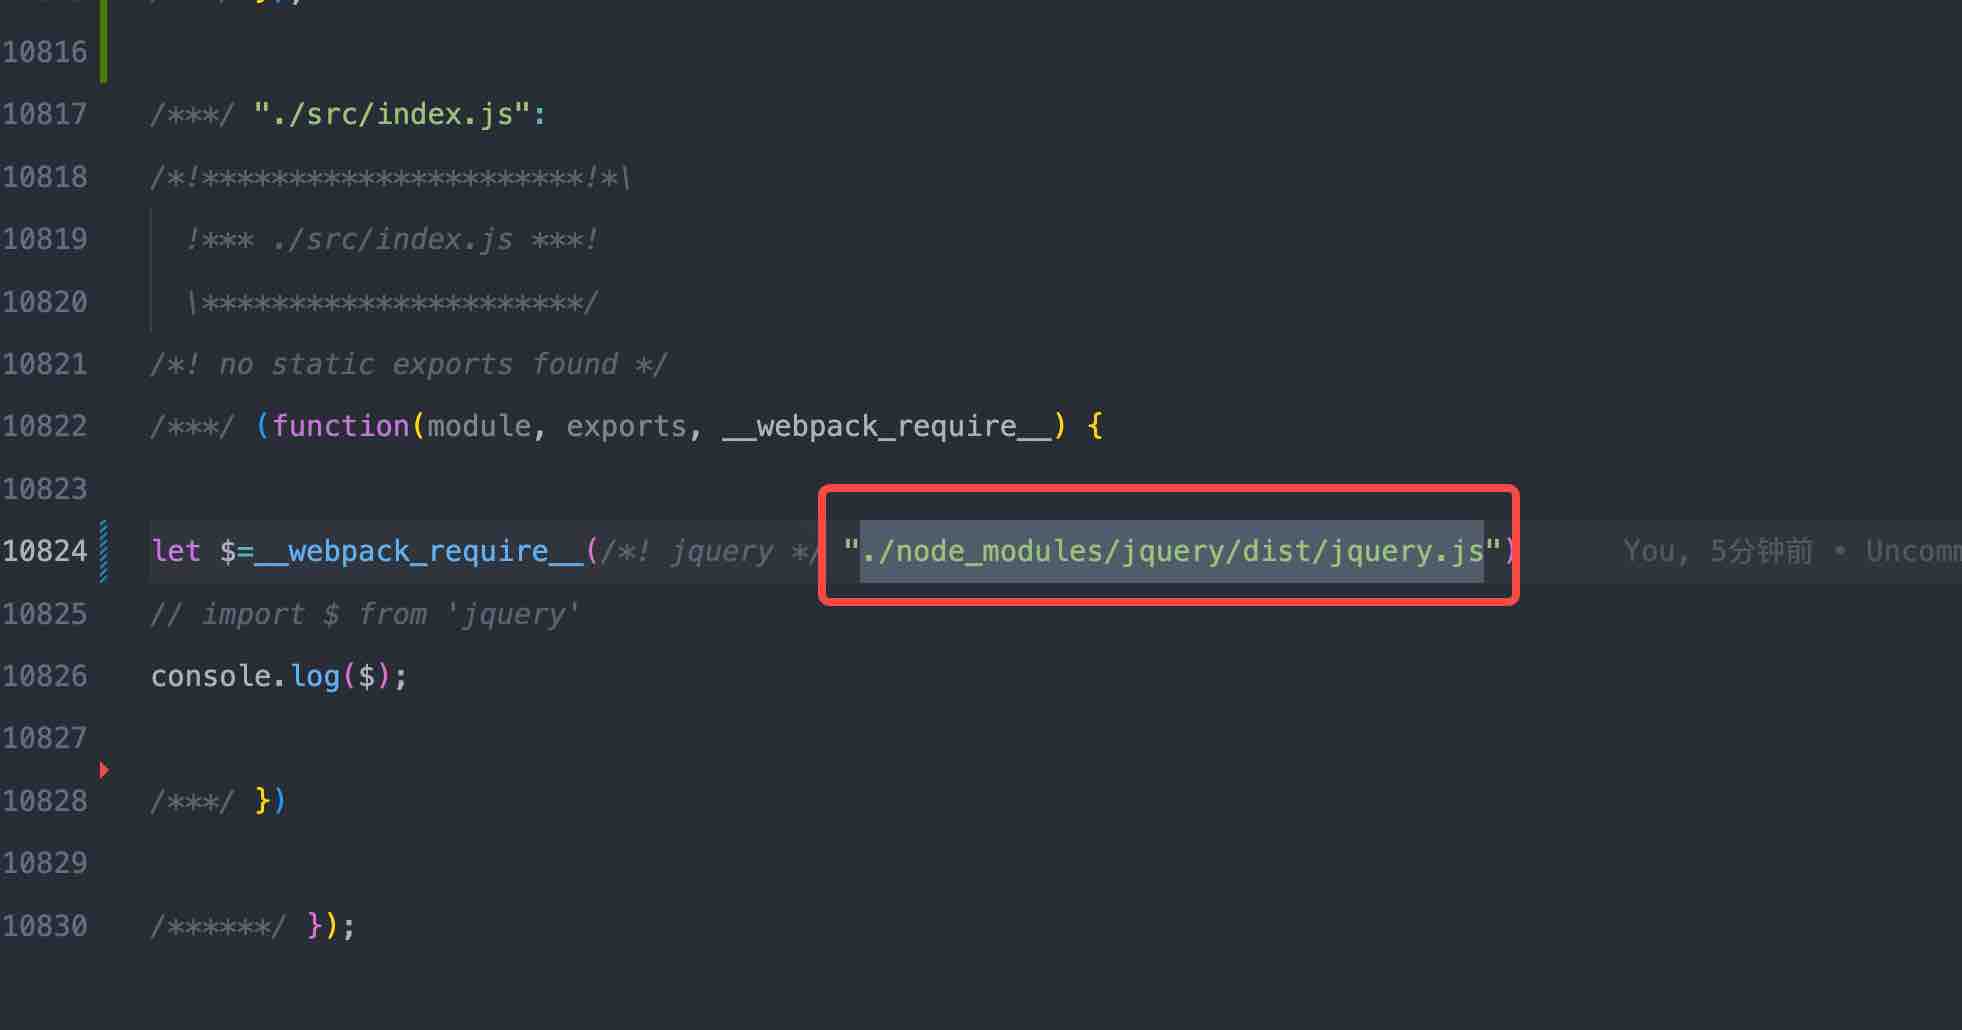 10816
10817 /***/ "./src/index.js":
10818 /*!**********************!*\
10819 !*** ./src/index.js ***!
10820 \**********************/
10821 /*! no static exports found */
10822 /***/ (function(module, exports, __webpack_require__) {
10823
10824 let $=__webpack_require__(/*! jquery */ "./node_modules/jquery/dist/jquery.js") You, 5分钟前 • Uncomm
10825 // import $ from 'jquery'
10826 console.log($);
10827
10828 /***/ })
10829
10830 /******/ });